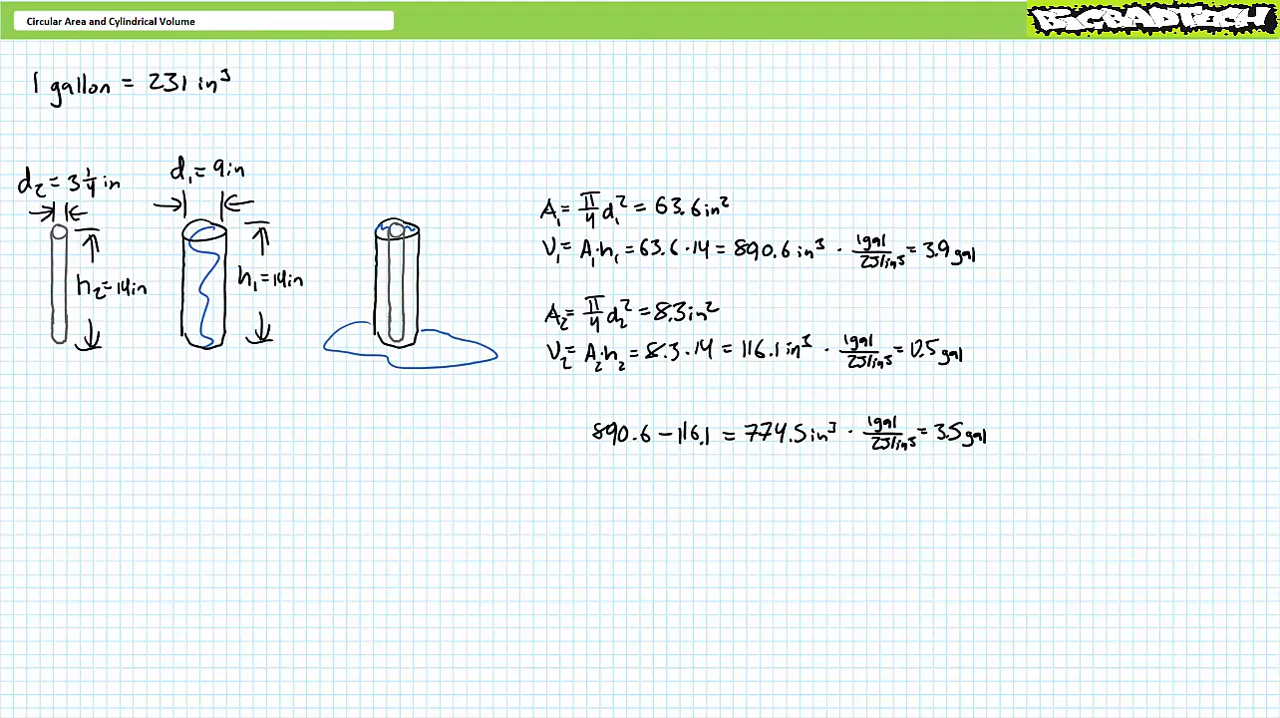 Circular Area and Cylindrical Volume
BIGBADTECH
1 gallon = 231 in³
d₂ = 3 1/4 in
d₁ = 9in
h₂ = 14in
h₁ = 14in
A₁ = π/4 d₁² = 63.6 in²
V₁ = A₁·h₁ = 63.6 · 14 = 890.6 in³ · 1gal/231in³ = 3.9 gal
A₂ = π/4 d₂² = 8.3 in²
V₂ = A₂·h₂ = 8.3 · 14 = 116.1 in³ · 1gal/231in³ = 0.5 gal
890.6 – 116.1 = 774.5 in³ · 1gal/231in³ = 3.5 gal